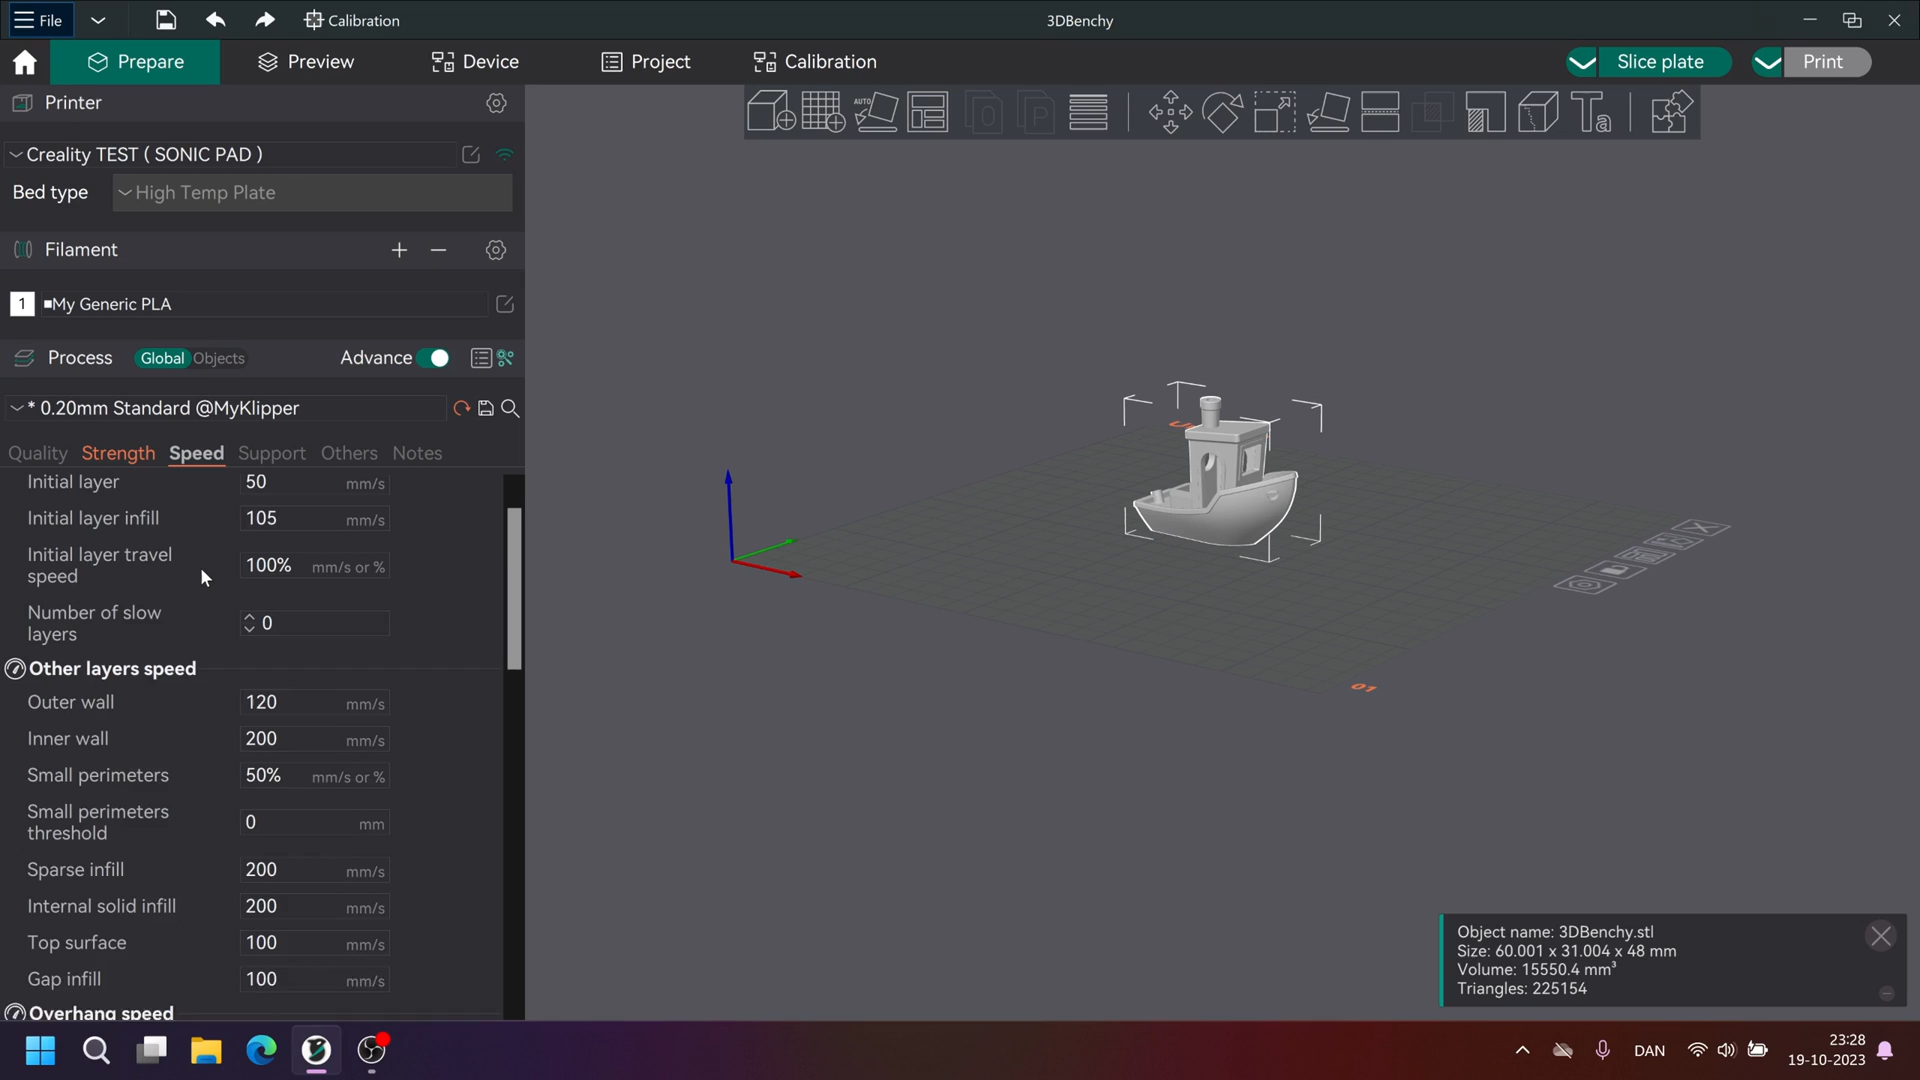 File
Calibration
3DBenchy
Prepare
Preview
Device
Project
Calibration
Slice plate
Print
Printer
AUTO
Creality TEST ( SONIC PAD )
Bed type
High Temp Plate
Filament
1
My Generic PLA
Process
Global
Objects
Advance
* 0.20mm Standard @MyKlipper
Quality
Strength
Speed
Support
Others
Notes
Initial layer
50
mm/s
Initial layer infill
105
mm/s
Initial layer travel
speed
100%
mm/s or %
Number of slow
layers
0
Other layers speed
Outer wall
120
mm/s
Inner wall
200
mm/s
Small perimeters
50%
mm/s or %
Small perimeters
threshold
0
mm
Sparse infill
200
mm/s
Internal solid infill
200
mm/s
Top surface
100
mm/s
Gap infill
100
mm/s
Overhang speed
01
Object name: 3DBenchy.stl
Size: 60.001 x 31.004 x 48 mm
Volume: 15550.4 mm³
Triangles: 225154
DAN
23:28
19-10-2023